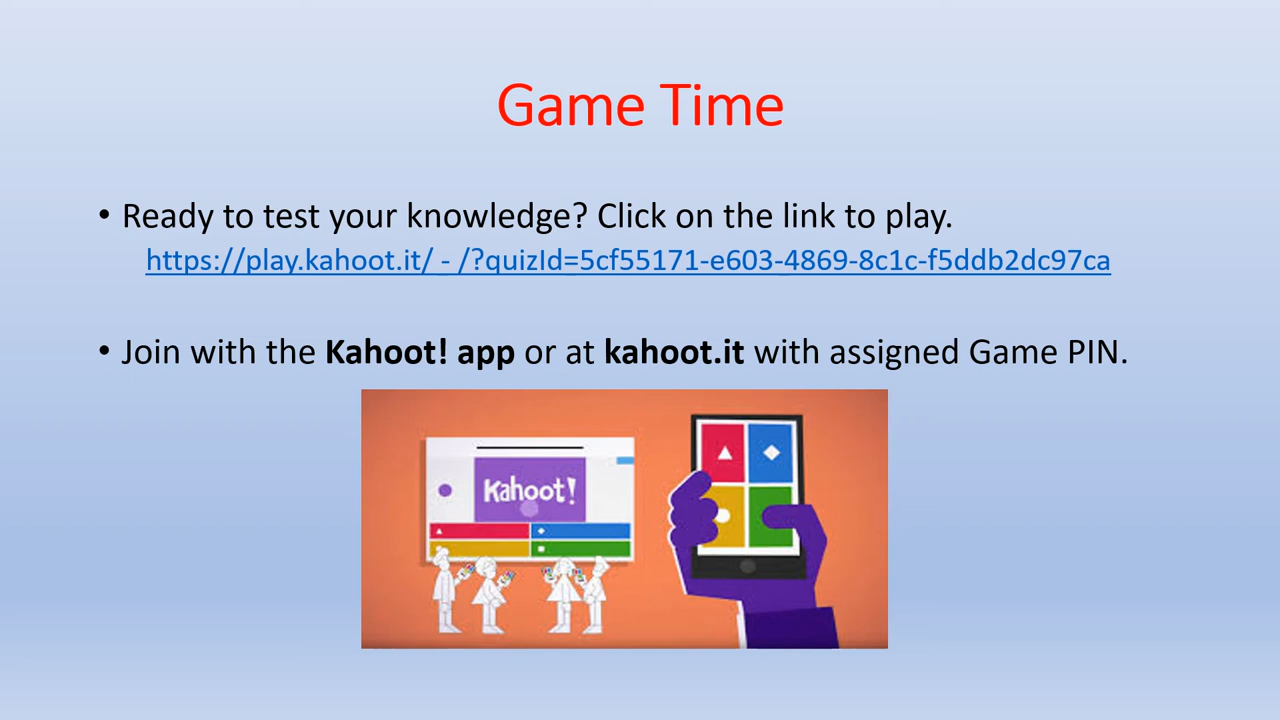 Game Time
• Ready to test your knowledge? Click on the link to play.
https://play.kahoot.it/ - /?quizId=5cf55171-e603-4869-8c1c-f5ddb2dc97ca
• Join with the Kahoot! app or at kahoot.it with assigned Game PIN.
Kahoot!